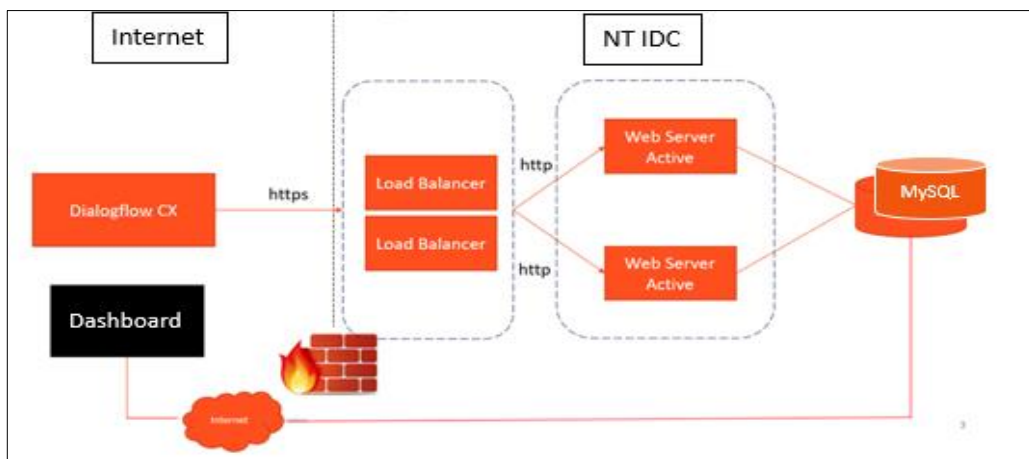 Internet
NT IDC
Dialogflow CX
https
Load Balancer
Load Balancer
http
http
Web Server
Active
Web Server
Active
MySQL
Dashboard
Internet
3